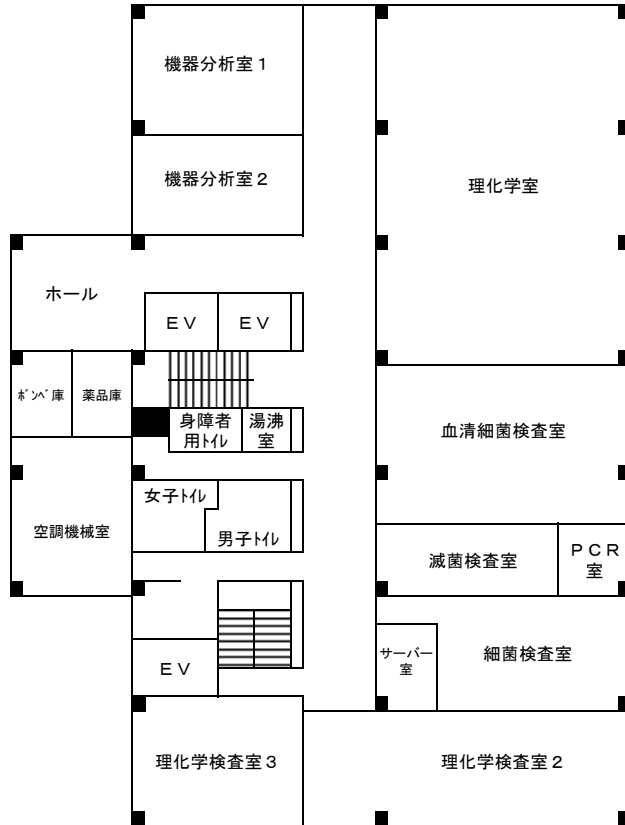 機器分析室１
機器分析室２
理化学室
ホール
ＥＶ
ＥＶ
ﾎﾞﾝﾍﾞ庫
薬品庫
身障者
用ﾄｲﾚ
湯沸
室
血清細菌検査室
女子ﾄｲﾚ
男子ﾄｲﾚ
空調機械室
滅菌検査室
ＰＣＲ
室
サーバー
室
細菌検査室
ＥＶ
理化学検査室３
理化学検査室２